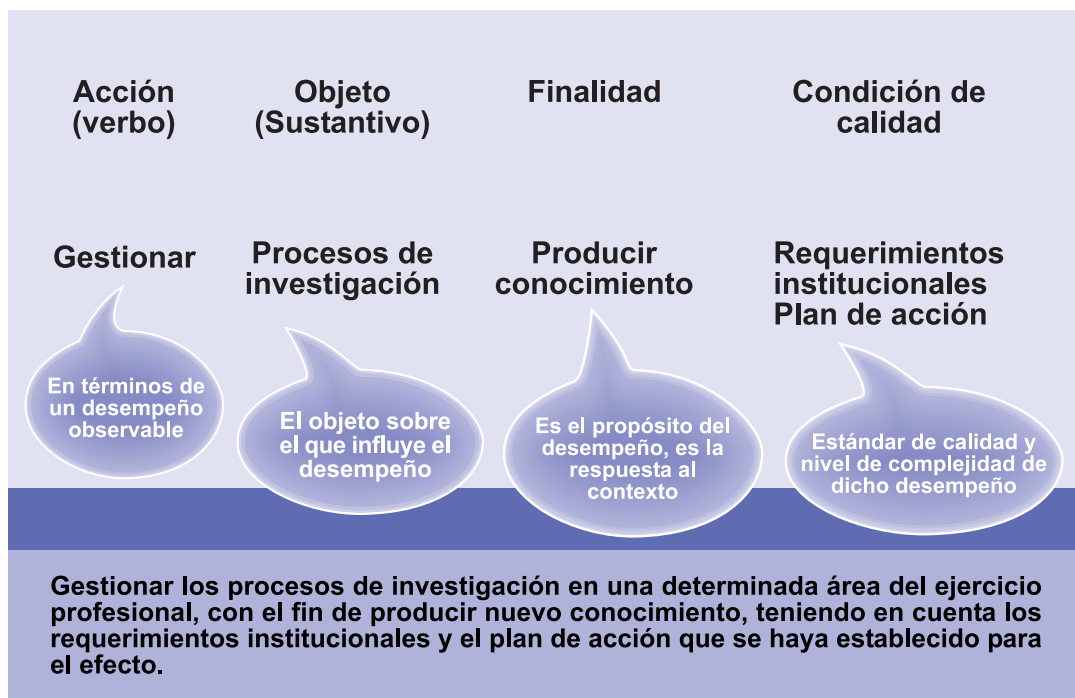 Acción
(verbo)
Objeto
(Sustantivo)
Finalidad
Condición de
calidad
Gestionar
Procesos de
investigación
Producir
conocimiento
Requerimientos
institucionales
Plan de acción
En términos de
un desempeño
observable
El objeto sobre
el que influye el
desempeño
Es el propósito del
desempeño, es la
respuesta al
contexto
Estándar de calidad y
nivel de complejidad de
dicho desempeño
Gestionar los procesos de investigación en una determinada área del ejercicio
profesional, con el fin de producir nuevo conocimiento, teniendo en cuenta los
requerimientos institucionales y el plan de acción que se haya establecido para
el efecto.